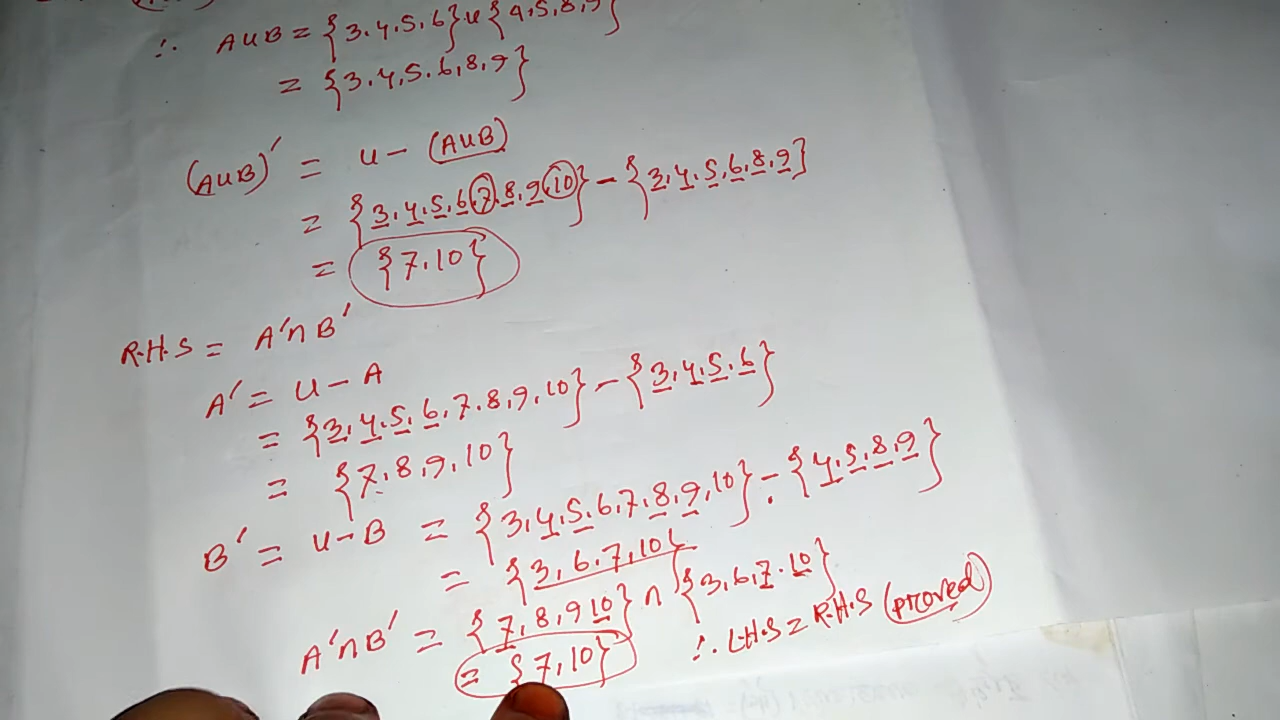 ∴ A∪B = {3,4,5,6} ∪ {4,5,8,9}
= {3,4,5,6,8,9}
(A∪B)' = U - (A∪B)
= {3,4,5,6,7,8,9,10} - {3,4,5,6,8,9}
= {7,10}
R.H.S = A'∩B'
A' = U - A
= {3,4,5,6,7,8,9,10} - {3,4,5,6}
= {7,8,9,10}
B' = U-B = {3,4,5,6,7,8,9,10} - {4,5,8,9}
= {3,6,7,10}
A'∩B' = {7,8,9 10} ∩ {3,6,7,10}
= {7,10}
∴ L.H.S = R.H.S (proved)